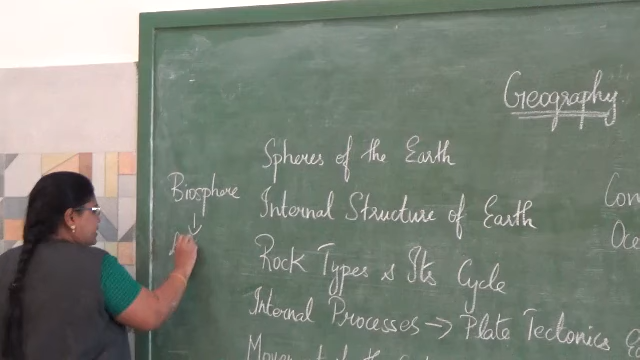 Geography
Spheres of the Earth
Biosphere
Internal Structure of Earth
Rock Types & Its Cycle
Internal Processes → Plate Tectonics